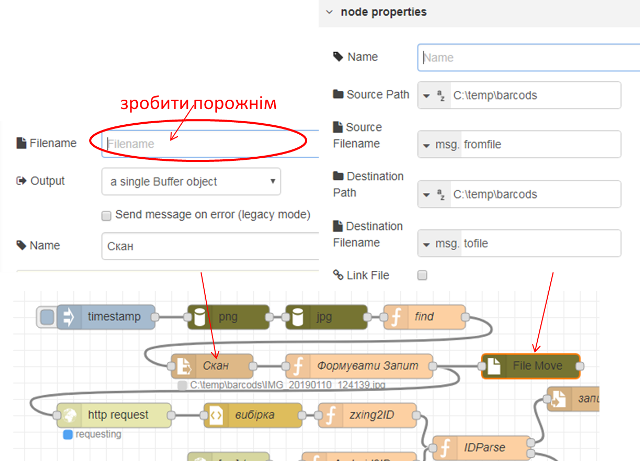 node properties
Name
Name
Source Path
az C:\temp\barcods
Source
Filename
msg. fromfile
Destination
Path
az C:\temp\barcods
Destination
Filename
msg. tofile
Link File
зробити порожнім
Filename
Filename
Output
a single Buffer object
Send message on error (legacy mode)
Name
Скан
timestamp
png
jpg
find
Скан
Формувати Запит
File Move
C:\temp\barcods\IMG_20190110_124139.jpg
http request
вибірка
zxing2ID
запи
requesting
IDParse